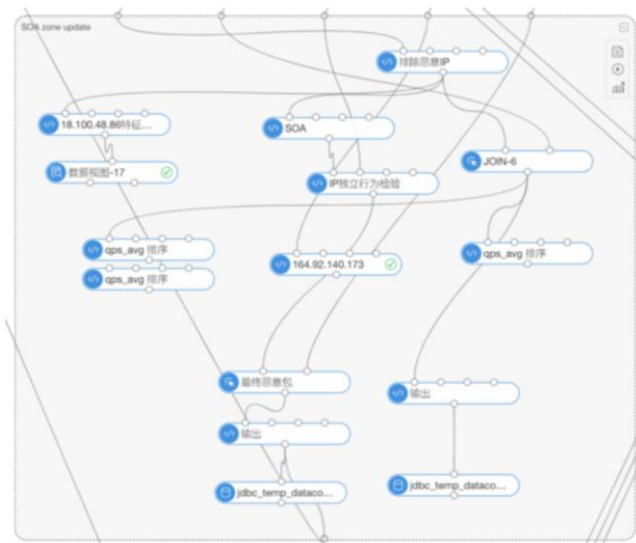 SOA zone update
排除恶意IP
18.100.48.86特征...
SOA
JOIN-6
数据视图-17
IP独立行为检验
qps_avg 排序
164.92.140.173
qps_avg 排序
qps_avg 排序
最终恶意包
输出
输出
jdbc_temp_dataco...
jdbc_temp_dataco...